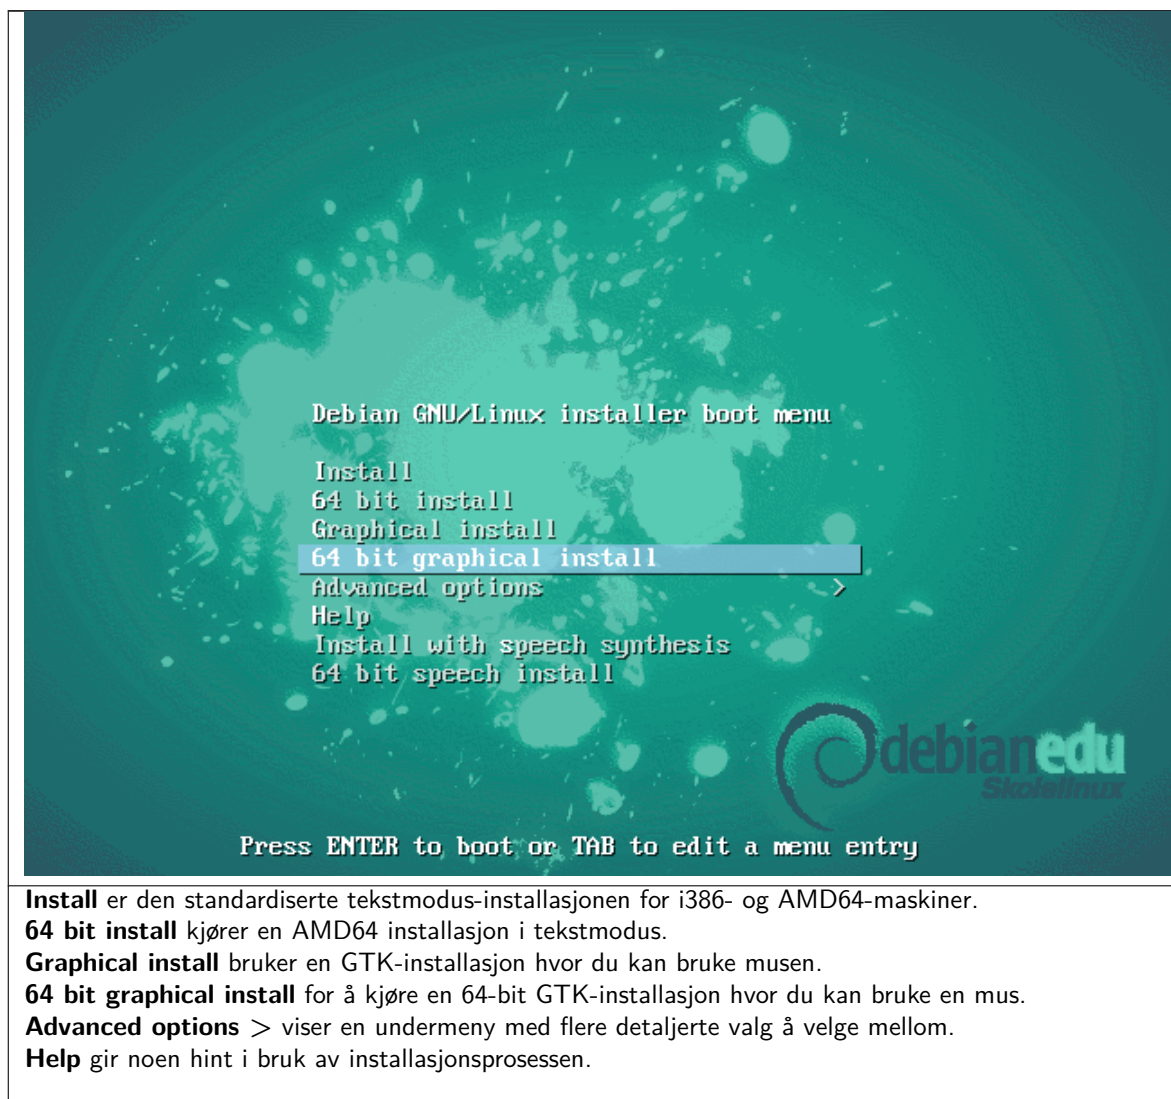 Debian GNU/Linux installer boot menu
Install
64 bit install
Graphical install
64 bit graphical install
Advanced options >
Help
Install with speech synthesis
64 bit speech install
debianedu
Skolelinux
Press ENTER to boot or TAB to edit a menu entry
Install er den standardiserte tekstmodus-installasjonen for i386- og AMD64-maskiner.
64 bit install kjører en AMD64 installasjon i tekstmodus.
Graphical install bruker en GTK-installasjon hvor du kan bruke musen.
64 bit graphical install for å kjøre en 64-bit GTK-installasjon hvor du kan bruke en mus.
Advanced options > viser en undermeny med flere detaljerte valg å velge mellom.
Help gir noen hint i bruk av installasjonsprosessen.